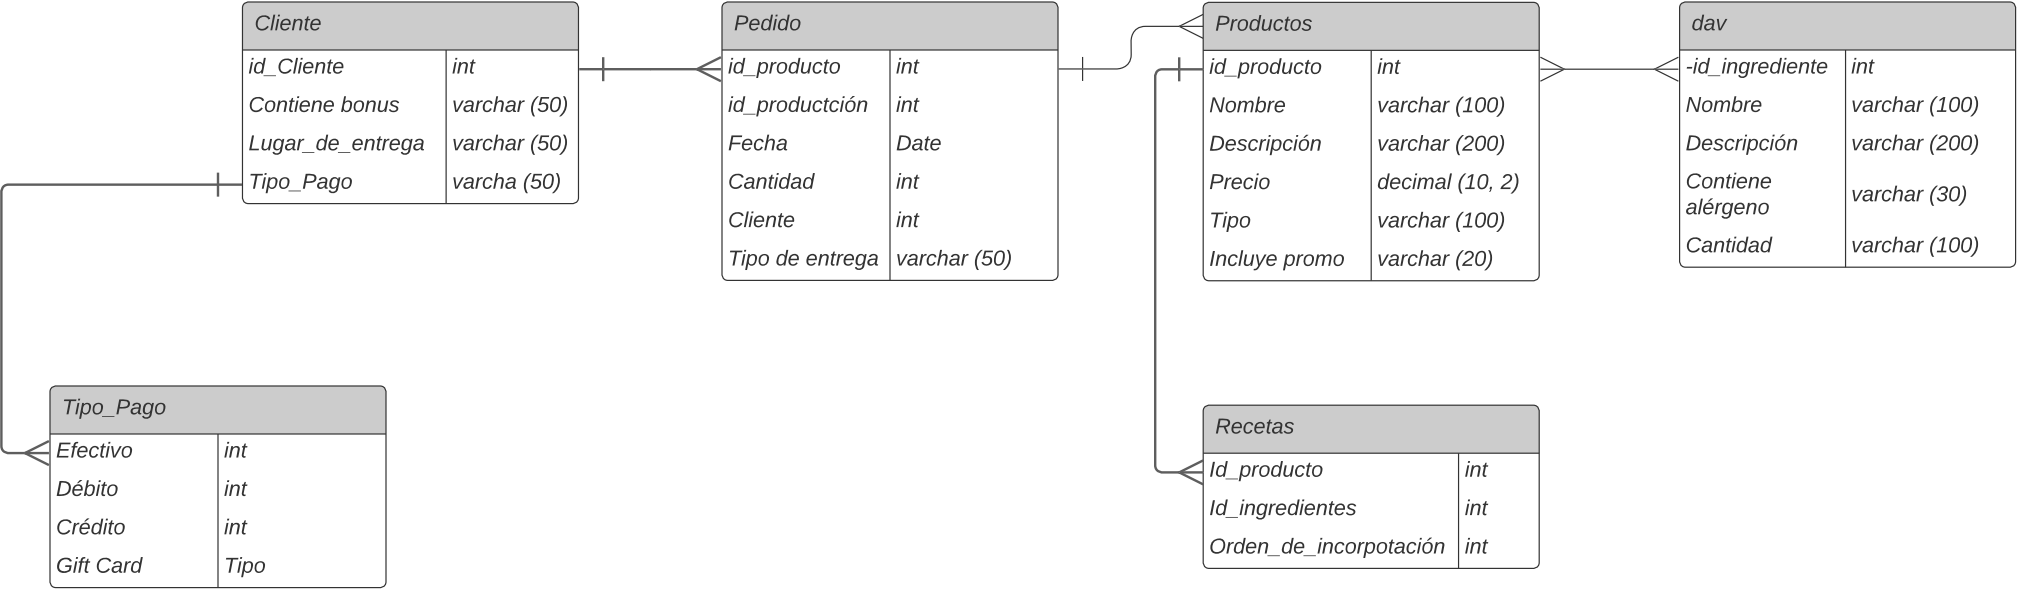 Cliente
id_Cliente int
Contiene bonus varchar (50)
Lugar_de_entrega varchar (50)
Tipo_Pago varcha (50)
Pedido
id_producto int
id_productción int
Fecha Date
Cantidad int
Cliente int
Tipo de entrega varchar (50)
Productos
id_producto int
Nombre varchar (100)
Descripción varchar (200)
Precio decimal (10, 2)
Tipo varchar (100)
Incluye promo varchar (20)
dav
-id_ingrediente int
Nombre varchar (100)
Descripción varchar (200)
Contiene
alérgeno varchar (30)
Cantidad varchar (100)
Tipo_Pago
Efectivo int
Débito int
Crédito int
Gift Card Tipo
Recetas
Id_producto int
Id_ingredientes int
Orden_de_incorpotación int